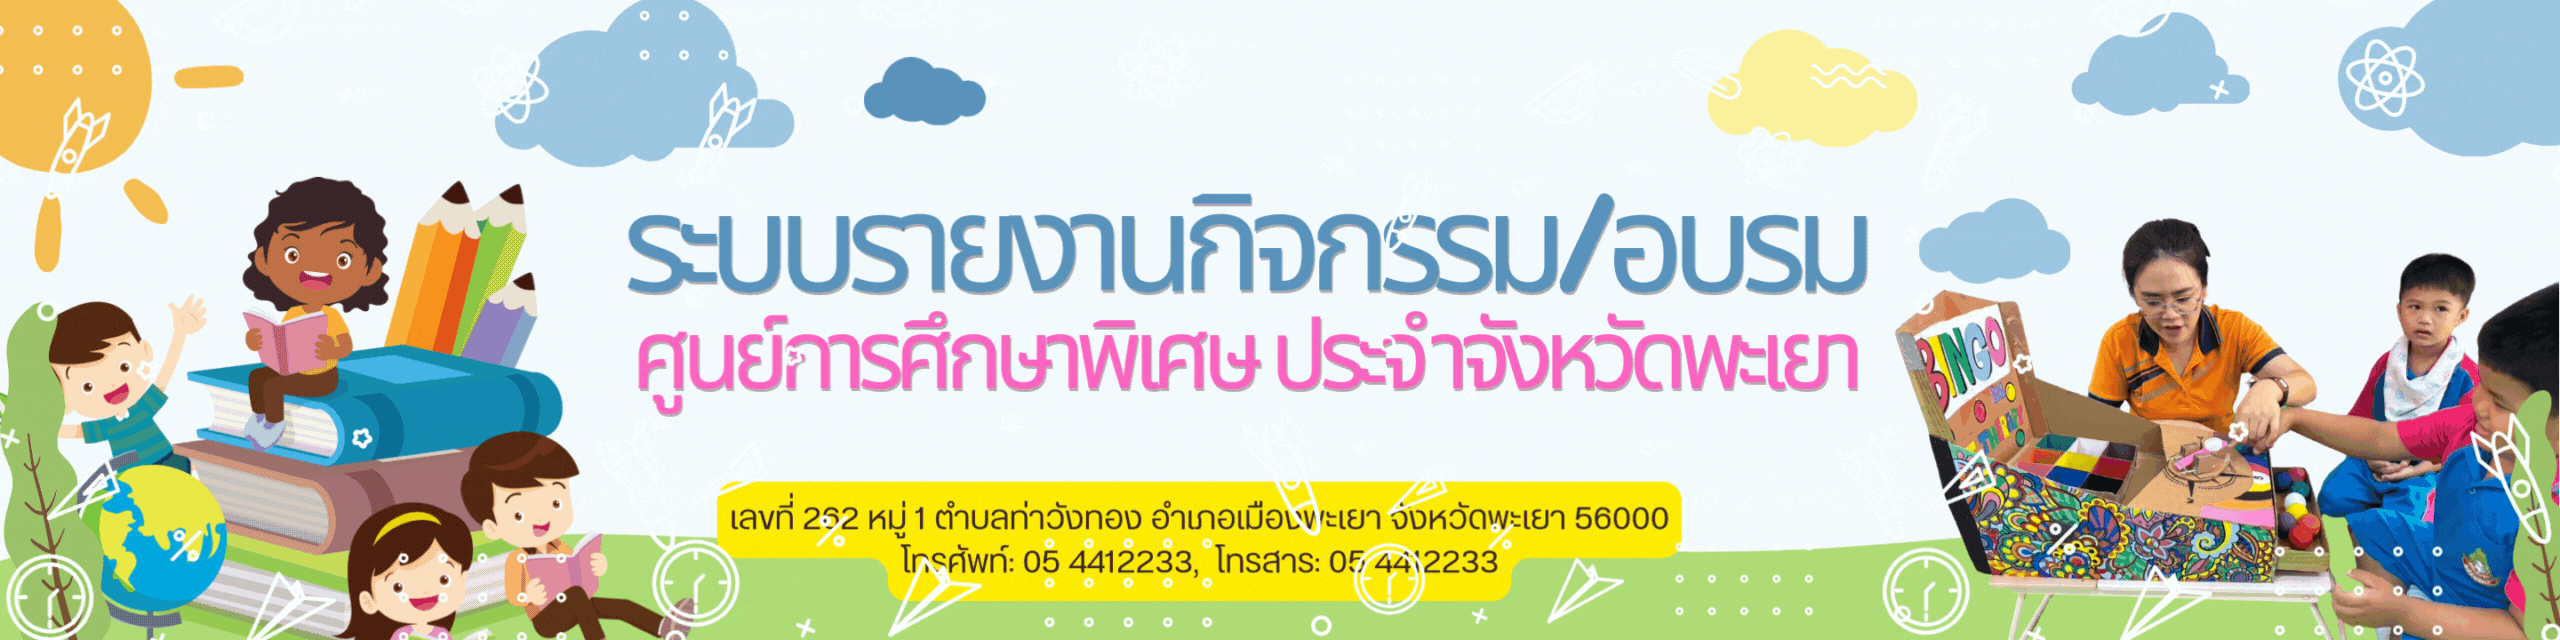 ระบบรายงานกิจกรรม/อบรม
ศูนย์การศึกษาพิเศษ ประจำจังหวัดพะเยา
BINGO
เลขที่ 262 หมู่ 1 ตำบลท่าวังทอง อำเภอเมืองพะเยา จังหวัดพะเยา 56000
โทรศัพท์: 05 4412233, โทรสาร: 05 4412233